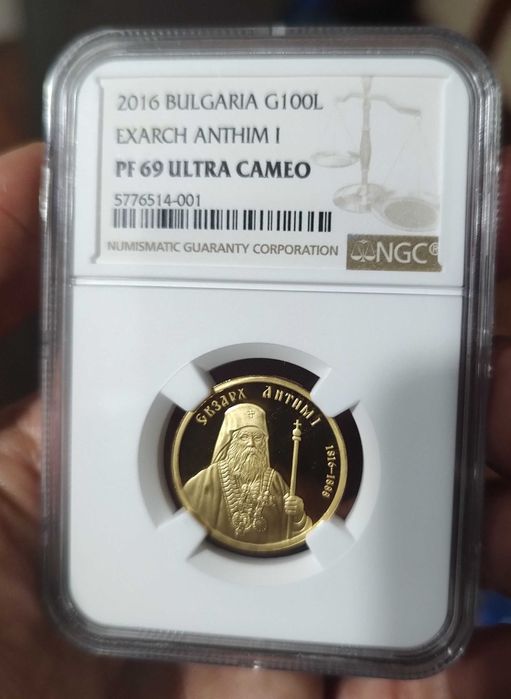 2016 BULGARIA G100L
EXARCH ANTHIM I
PF 69 ULTRA CAMEO
5776514-001
NUMISMATIC GUARANTY CORPORATION
NGC®
Екзарх Антим I
1816-1888